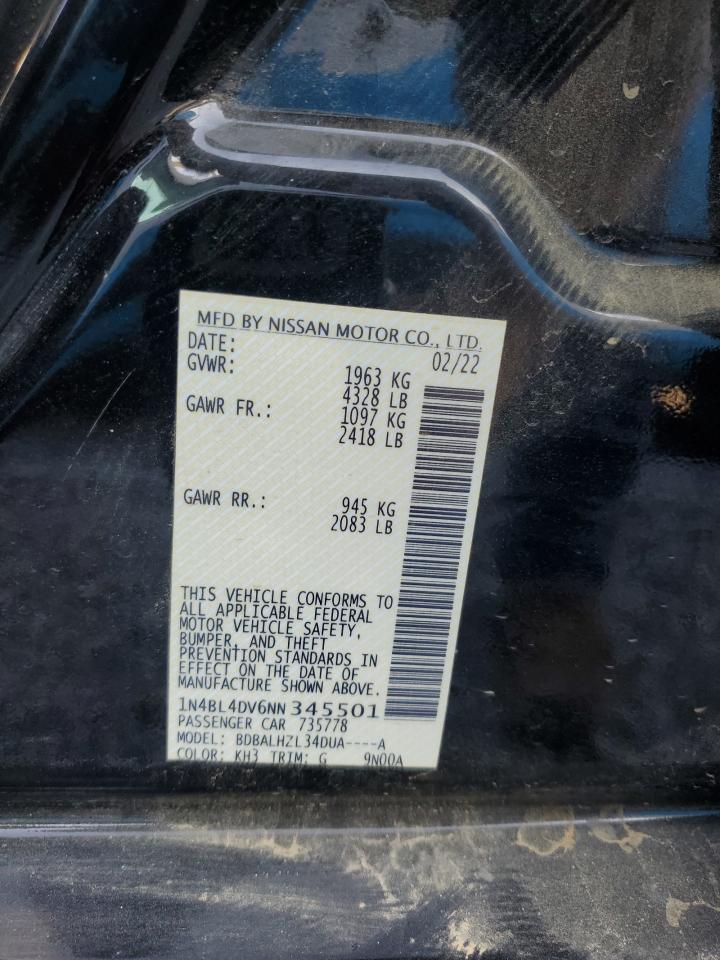 MFD BY NISSAN MOTOR CO., LTD.
DATE: 02/22
GVWR: 1963 KG
4328 LB
GAWR FR.: 1097 KG
2418 LB
GAWR RR.: 945 KG
2083 LB
THIS VEHICLE CONFORMS TO
ALL APPLICABLE FEDERAL
MOTOR VEHICLE SAFETY,
BUMPER, AND THEFT
PREVENTION STANDARDS IN
EFFECT ON THE DATE OF
MANUFACTURE SHOWN ABOVE.
1N4BL4DV6NN345501
PASSENGER CAR 735778
MODEL: BDBALHZL34DUA----A
COLOR: KH3 TRIM: G 9N00A